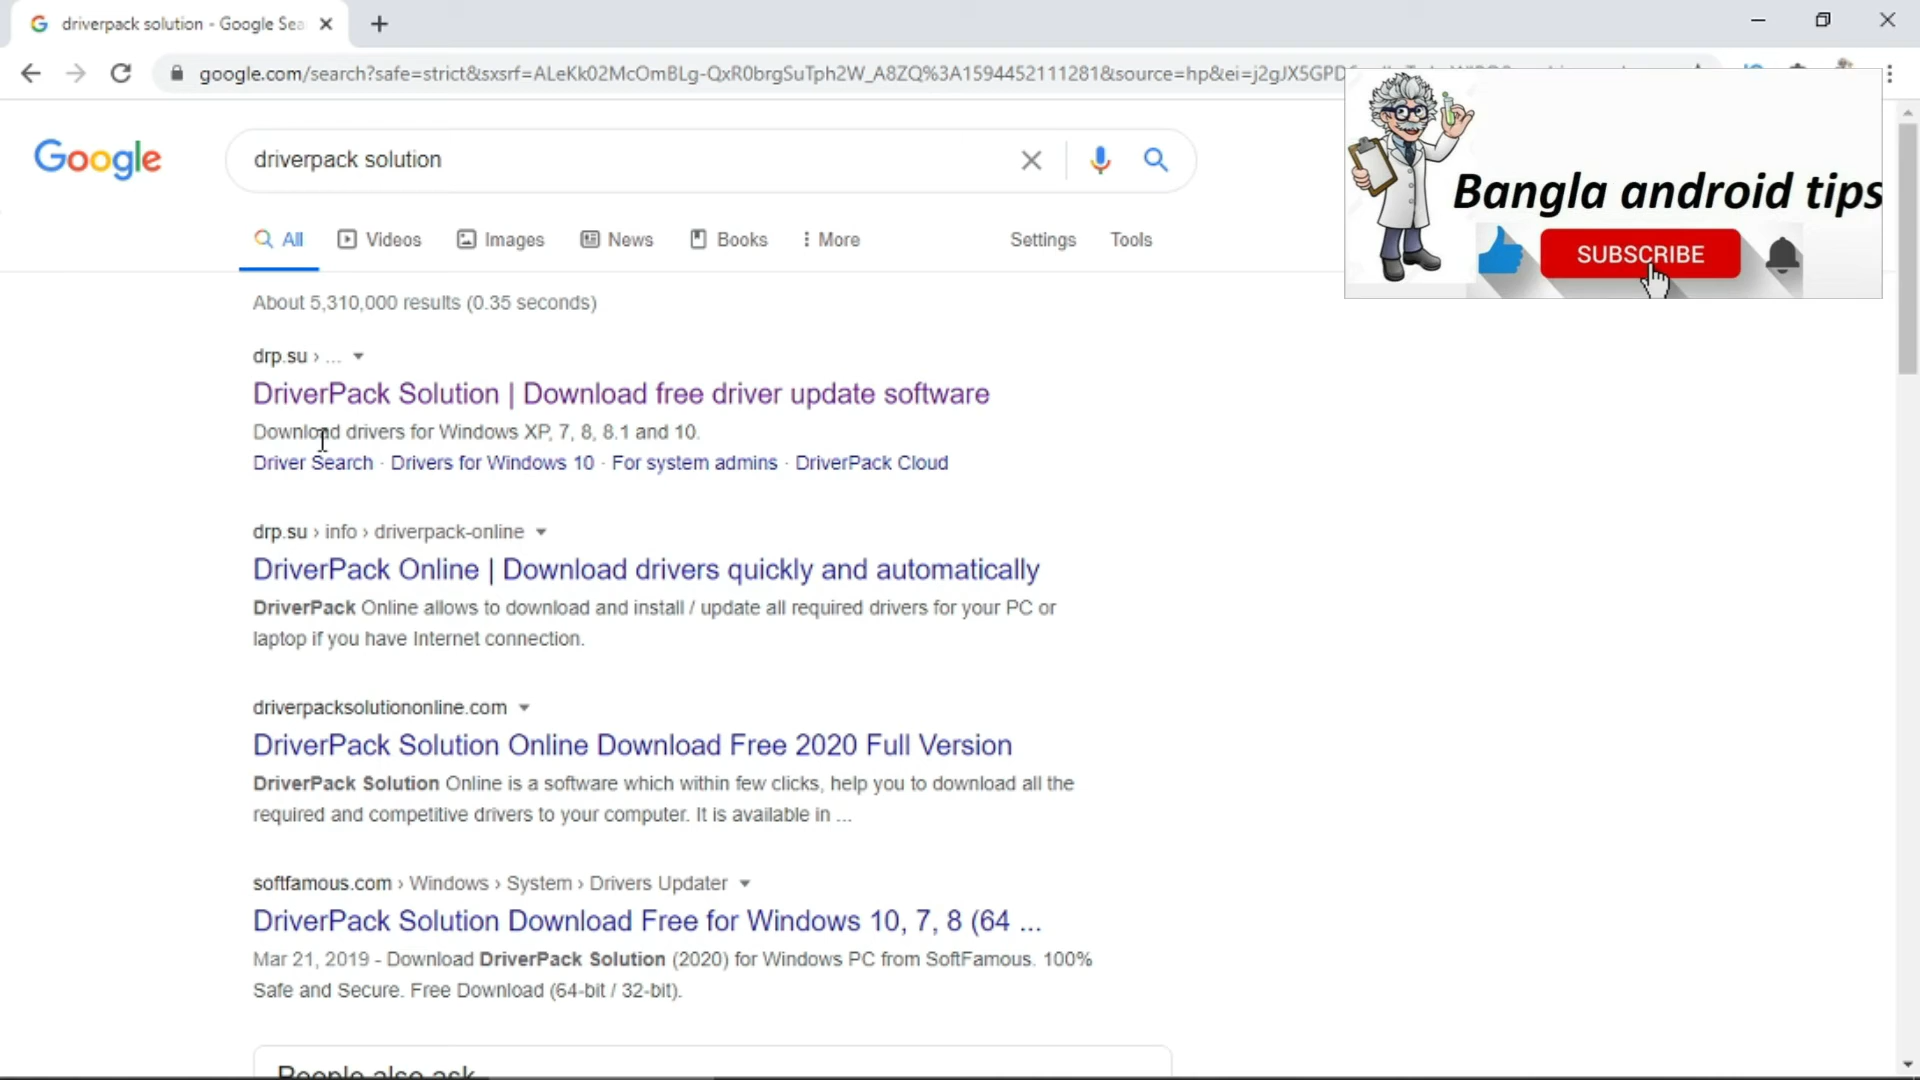 driverpack solution - Google Sea
google.com/search?safe=strict&sxsrf=ALeKk02McOmBLg-QxR0brgSuTph2W_A8ZQ%3A1594452111281&source=hp&ei=j2gJX5GPD
Google
driverpack solution
All Videos Images News Books More Settings Tools
About 5,310,000 results (0.35 seconds)
Bangla android tips
SUBSCRIBE
drp.su › ...
DriverPack Solution | Download free driver update software
Download drivers for Windows XP, 7, 8, 8.1 and 10.
Driver Search · Drivers for Windows 10 · For system admins · DriverPack Cloud
drp.su › info › driverpack-online
DriverPack Online | Download drivers quickly and automatically
DriverPack Online allows to download and install / update all required drivers for your PC or
laptop if you have Internet connection.
driverpacksolutiononline.com
DriverPack Solution Online Download Free 2020 Full Version
DriverPack Solution Online is a software which within few clicks, help you to download all the
required and competitive drivers to your computer. It is available in ...
softfamous.com › Windows › System › Drivers Updater
DriverPack Solution Download Free for Windows 10, 7, 8 (64 ...
Mar 21, 2019 - Download DriverPack Solution (2020) for Windows PC from SoftFamous. 100%
Safe and Secure. Free Download (64-bit / 32-bit).
People also ask